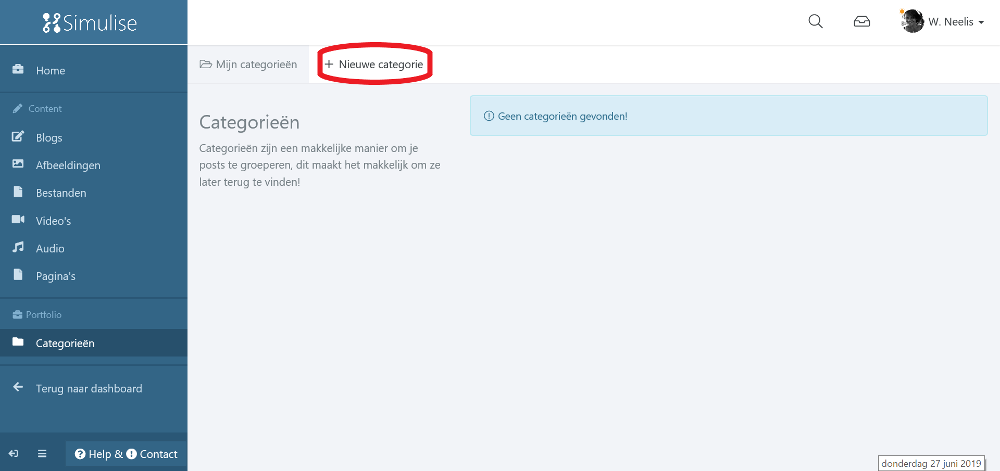 Simulise
W. Neelis
Home
Content
Blogs
Afbeeldingen
Bestanden
Video's
Audio
Pagina's
Portfolio
Categorieën
Terug naar dashboard
Help & Contact
Mijn categorieën
+ Nieuwe categorie
Categorieën
Categorieën zijn een makkelijke manier om je
posts te groeperen, dit maakt het makkelijk om ze
later terug te vinden!
Geen categorieën gevonden!
donderdag 27 juni 2019